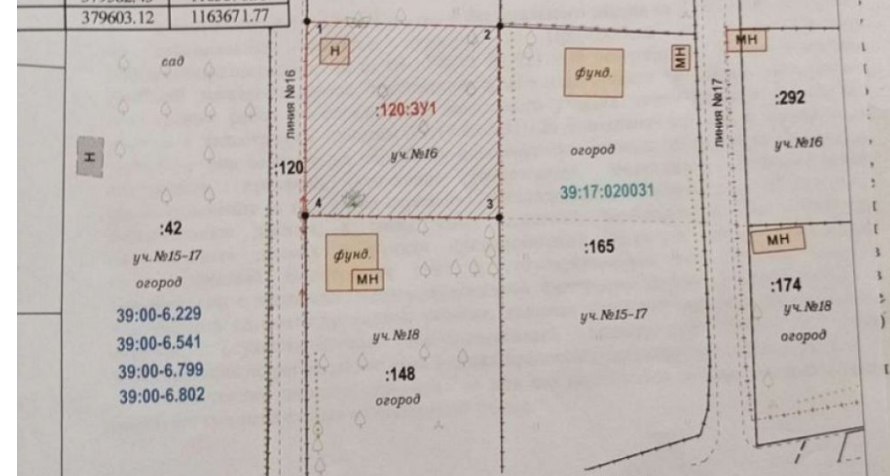 379603.12 1163671.77
сад
Н
:42
уч. №15-17
огород
39:00-6.229
39:00-6.541
39:00-6.799
39:00-6.802
линия №16
:120
1
2
Н
:120:ЗУ1
уч. №16
4
3
фунд.
МН
уч. №18
:148
огород
фунд.
МН
огород
39:17:020031
:165
уч. №15-17
линия №17
МН
:292
уч. №16
МН
:174
уч. №18
огород